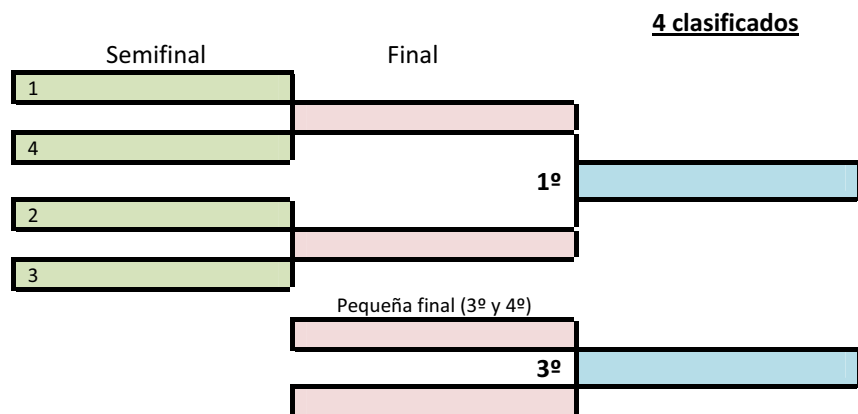 4 clasificados
Semifinal Final
1
4
1º
2
3
Pequeña final (3º y 4º)
3º